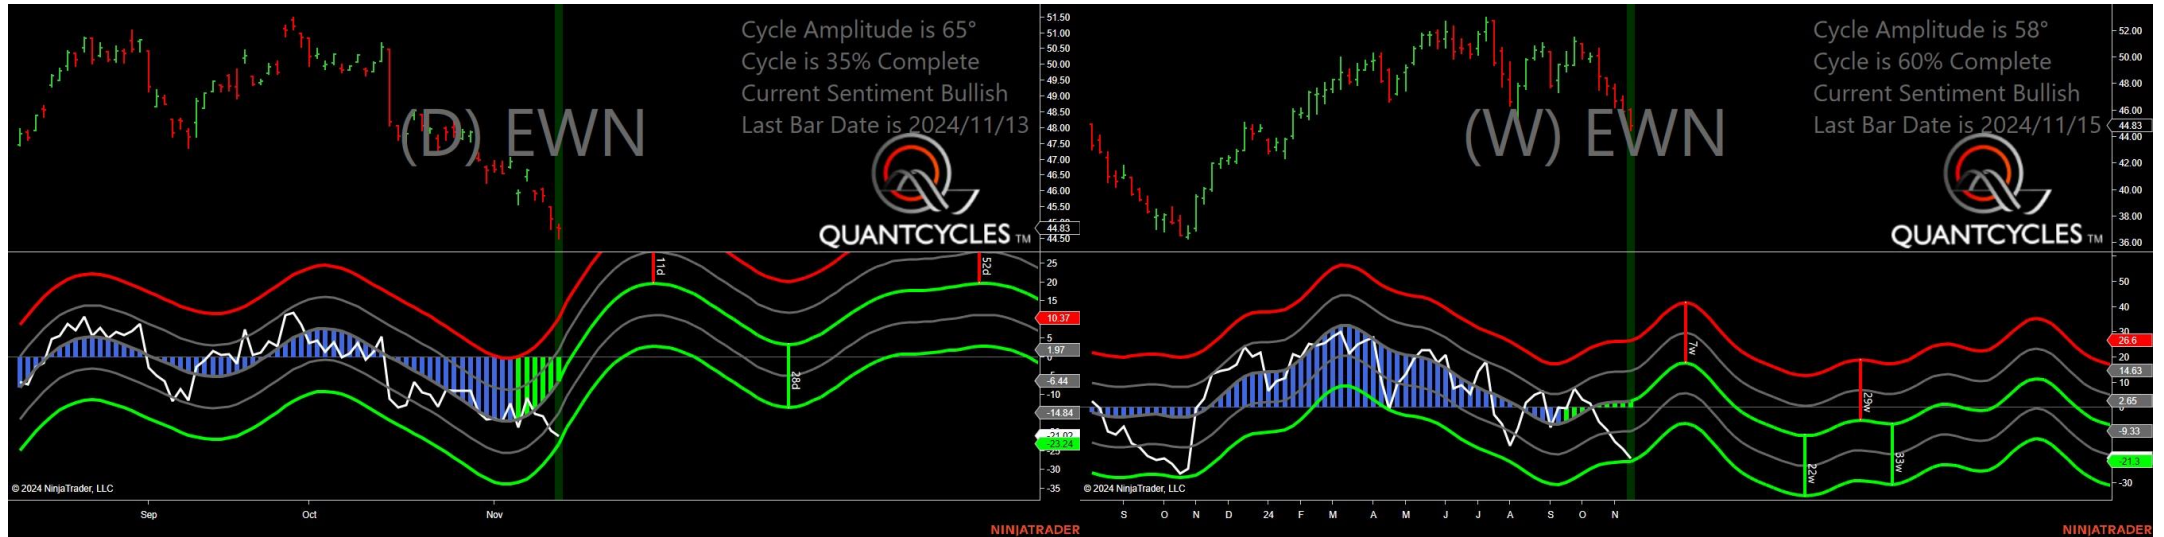 Cycle Amplitude is 65°
Cycle is 35% Complete
Current Sentiment Bullish
Last Bar Date is 2024/11/13
(D) EWN
QUANTCYCLES TM
51.50
51.00
50.50
50.00
49.50
49.00
48.50
48.00
47.50
47.00
46.50
46.00
45.50
44.83
44.50
11d
28d
52d
25
20
15
10.37
5
1.97
0
-6.44
-10
-14.84
-21.02
-23.24
-25
-30
-35
© 2024 NinjaTrader, LLC
Sep Oct Nov
NINJATRADER
Cycle Amplitude is 58°
Cycle is 60% Complete
Current Sentiment Bullish
Last Bar Date is 2024/11/15
(W) EWN
QUANTCYCLES TM
52.00
50.00
48.00
46.00
44.83
44.00
42.00
40.00
38.00
36.00
7w
22w
29w
33w
50
40
30
26.6
20
14.63
10
2.65
0
-9.33
-21.3
-30
© 2024 NinjaTrader, LLC
S O N D 24 F M A M J J A S O N
NINJATRADER